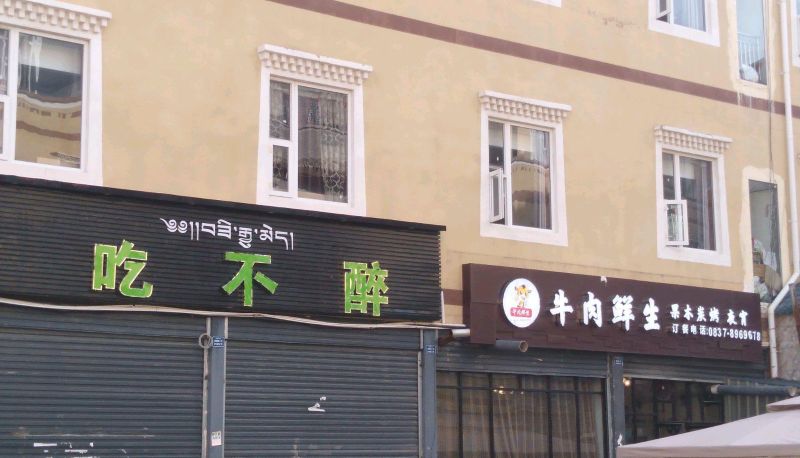 ༄༅།།བཟི་རྒྱུ་མེད།
吃不醉
牛肉鲜生
果木炭烤 夜宵
订餐电话:0837-8969678